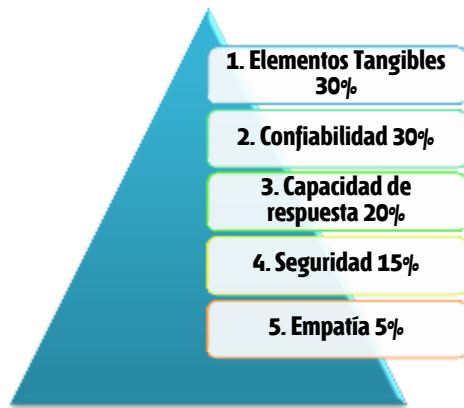 1. Elementos Tangibles
30%
2. Confiabilidad 30%
3. Capacidad de
respuesta 20%
4. Seguridad 15%
5. Empatía 5%